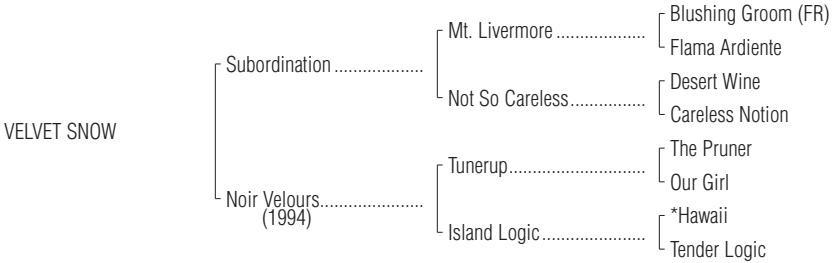 Blushing Groom (FR)
Mt. Livermore ....................
Flama Ardiente
Subordination ....................
Desert Wine
Not So Careless.................
Careless Notion
VELVET SNOW
The Pruner
Tunerup........................
Our Girl
Noir Velours.......................
(1994)
*Hawaii
Island Logic.......................
Tender Logic